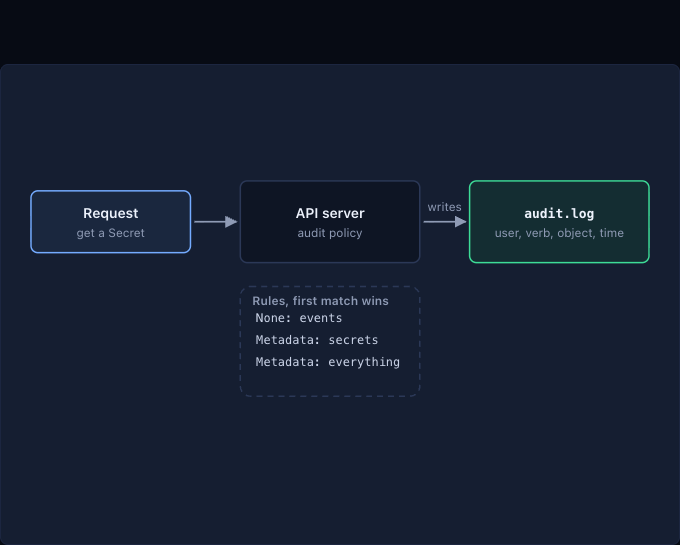 Request
get a Secret
API server
audit policy
writes
audit.log
user, verb, object, time
Rules, first match wins
None: events
Metadata: secrets
Metadata: everything